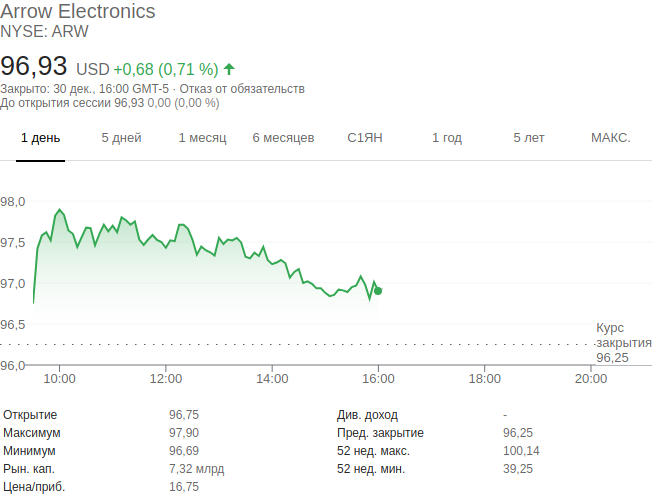 Arrow Electronics
NYSE: ARW
96,93 USD +0,68 (0,71 %)
Закрыто: 30 дек., 16:00 GMT-5 · Отказ от обязательств
До открытия сессии 96,93 0,00 (0,00 %)
1 день 5 дней 1 месяц 6 месяцев С1ЯН 1 год 5 лет МАКС.
98,0
97,5
97,0
96,5
96,0
Курс
закрытия
96,25
10:00 12:00 14:00 16:00 18:00 20:00
Открытие 96,75 Див. доход -
Максимум 97,90 Пред. закрытие 96,25
Минимум 96,69 52 нед. макс. 100,14
Рын. кап. 7,32 млрд 52 нед. мин. 39,25
Цена/приб. 16,75